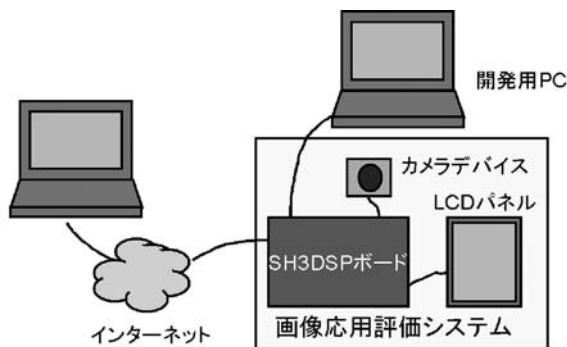 開発用PC
カメラデバイス
LCDパネル
SH3DSPボード
画像応用評価システム
インターネット